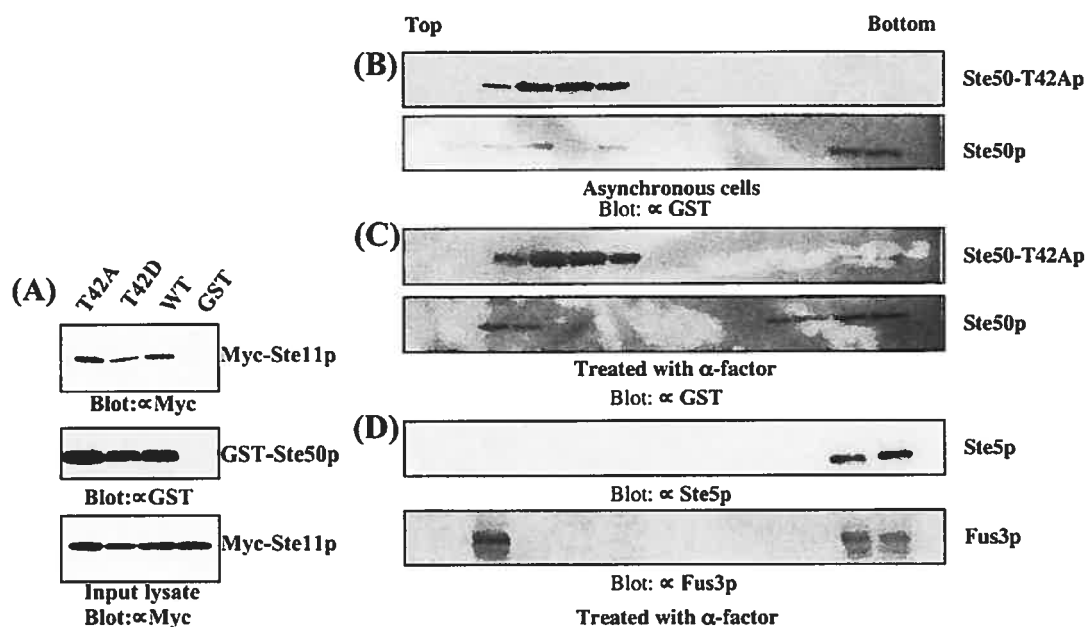 Top Bottom
(B)
Ste50-T42Ap
Ste50p
Asynchronous cells
Blot: ∝ GST
(C)
Ste50-T42Ap
Ste50p
Treated with α-factor
Blot: ∝ GST
(A)
T42A T42D WT GST
Myc-Ste11p
Blot:∝Myc
GST-Ste50p
Blot:∝GST
Myc-Ste11p
Input lysate
Blot:∝Myc
(D)
Ste5p
Blot: ∝ Ste5p
Fus3p
Blot: ∝ Fus3p
Treated with α-factor